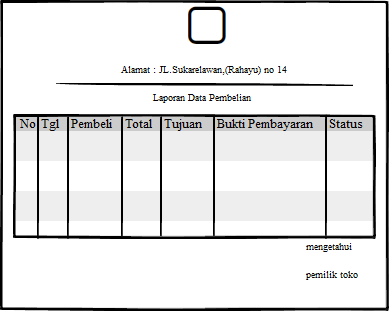 Alamat : JL.Sukarelawan,(Rahayu) no 14
Laporan Data Pembelian
No Tgl Pembeli Total Tujuan Bukti Pembayaran Status
mengetahui
pemilik toko